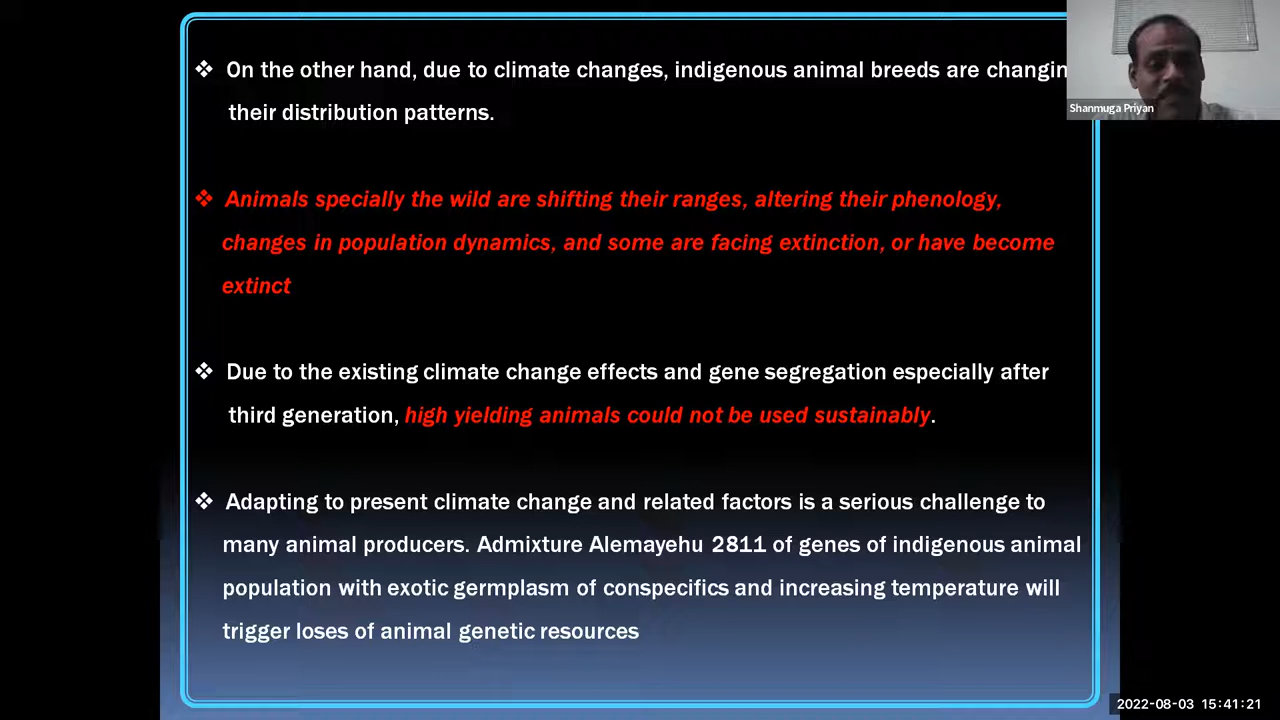 ❖ On the other hand, due to climate changes, indigenous animal breeds are changin
their distribution patterns.
❖ Animals specially the wild are shifting their ranges, altering their phenology,
changes in population dynamics, and some are facing extinction, or have become
extinct
❖ Due to the existing climate change effects and gene segregation especially after
third generation, high yielding animals could not be used sustainably.
❖ Adapting to present climate change and related factors is a serious challenge to
many animal producers. Admixture Alemayehu 2811 of genes of indigenous animal
population with exotic germplasm of conspecifics and increasing temperature will
trigger loses of animal genetic resources
Shanmuga Priyan
2022-08-03 15:41:21